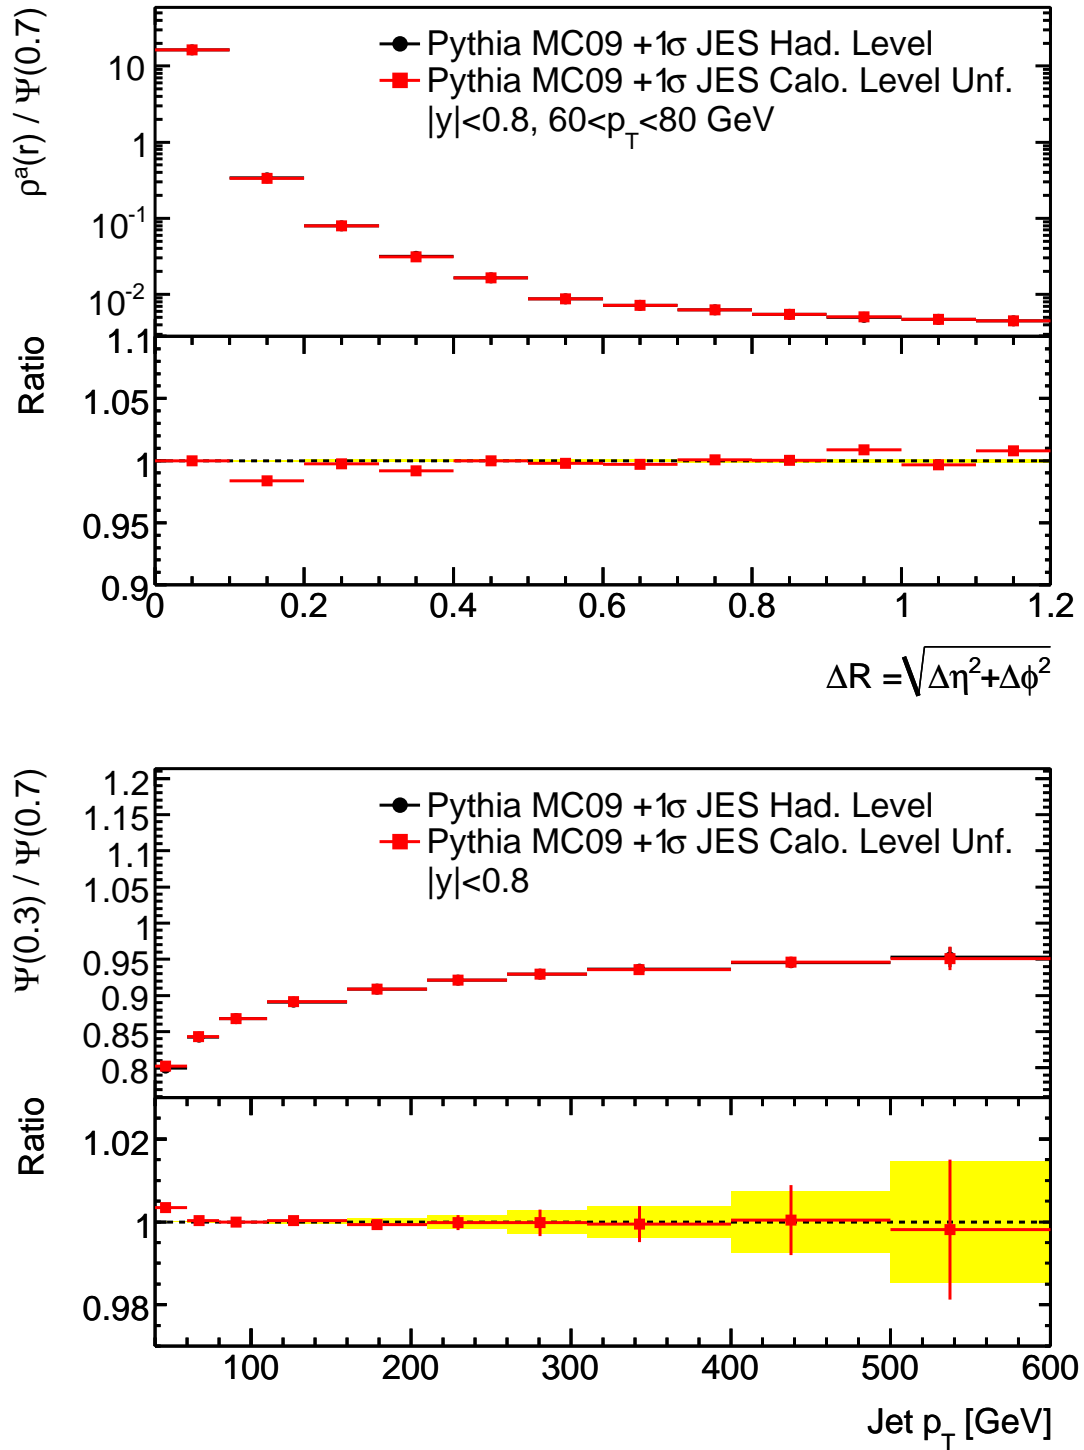 ρᵃ(r) / Ψ(0.7)
Pythia MC09 +1σ JES Had. Level
Pythia MC09 +1σ JES Calo. Level Unf.
|y|<0.8, 60<p_T<80 GeV
10
1
10⁻¹
10⁻²
Ratio
1.1
1.05
1
0.95
0.9
0 0.2 0.4 0.6 0.8 1 1.2
ΔR = √Δη²+Δϕ²
Ψ(0.3) / Ψ(0.7)
Pythia MC09 +1σ JES Had. Level
Pythia MC09 +1σ JES Calo. Level Unf.
|y|<0.8
1.2
1.15
1.1
1.05
1
0.95
0.9
0.85
0.8
Ratio
1.02
1
0.98
100 200 300 400 500 600
Jet p_T [GeV]